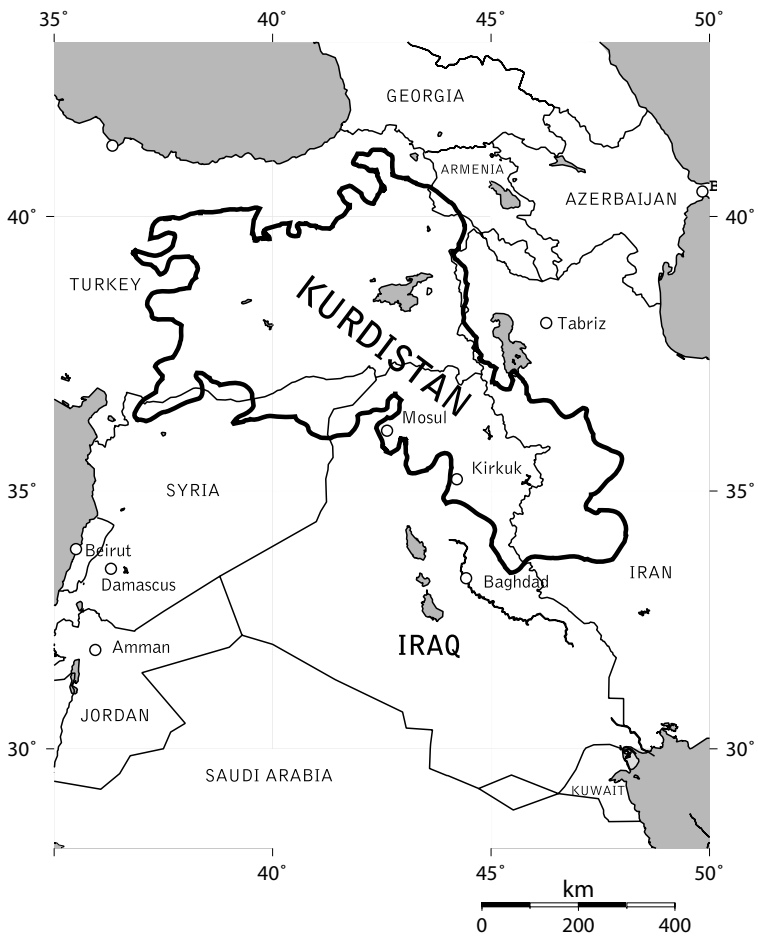 35° 40° 45° 50°
GEORGIA
ARMENIA
AZERBAIJAN
40° 40°
TURKEY
KURDISTAN
Tabriz
Mosul
Kirkuk
35° 35°
SYRIA
Beirut
IRAN
Damascus
Baghdad
IRAQ
Amman
JORDAN
30° 30°
SAUDI ARABIA
KUWAIT
35° 40° 45° 50°
km
0 200 400